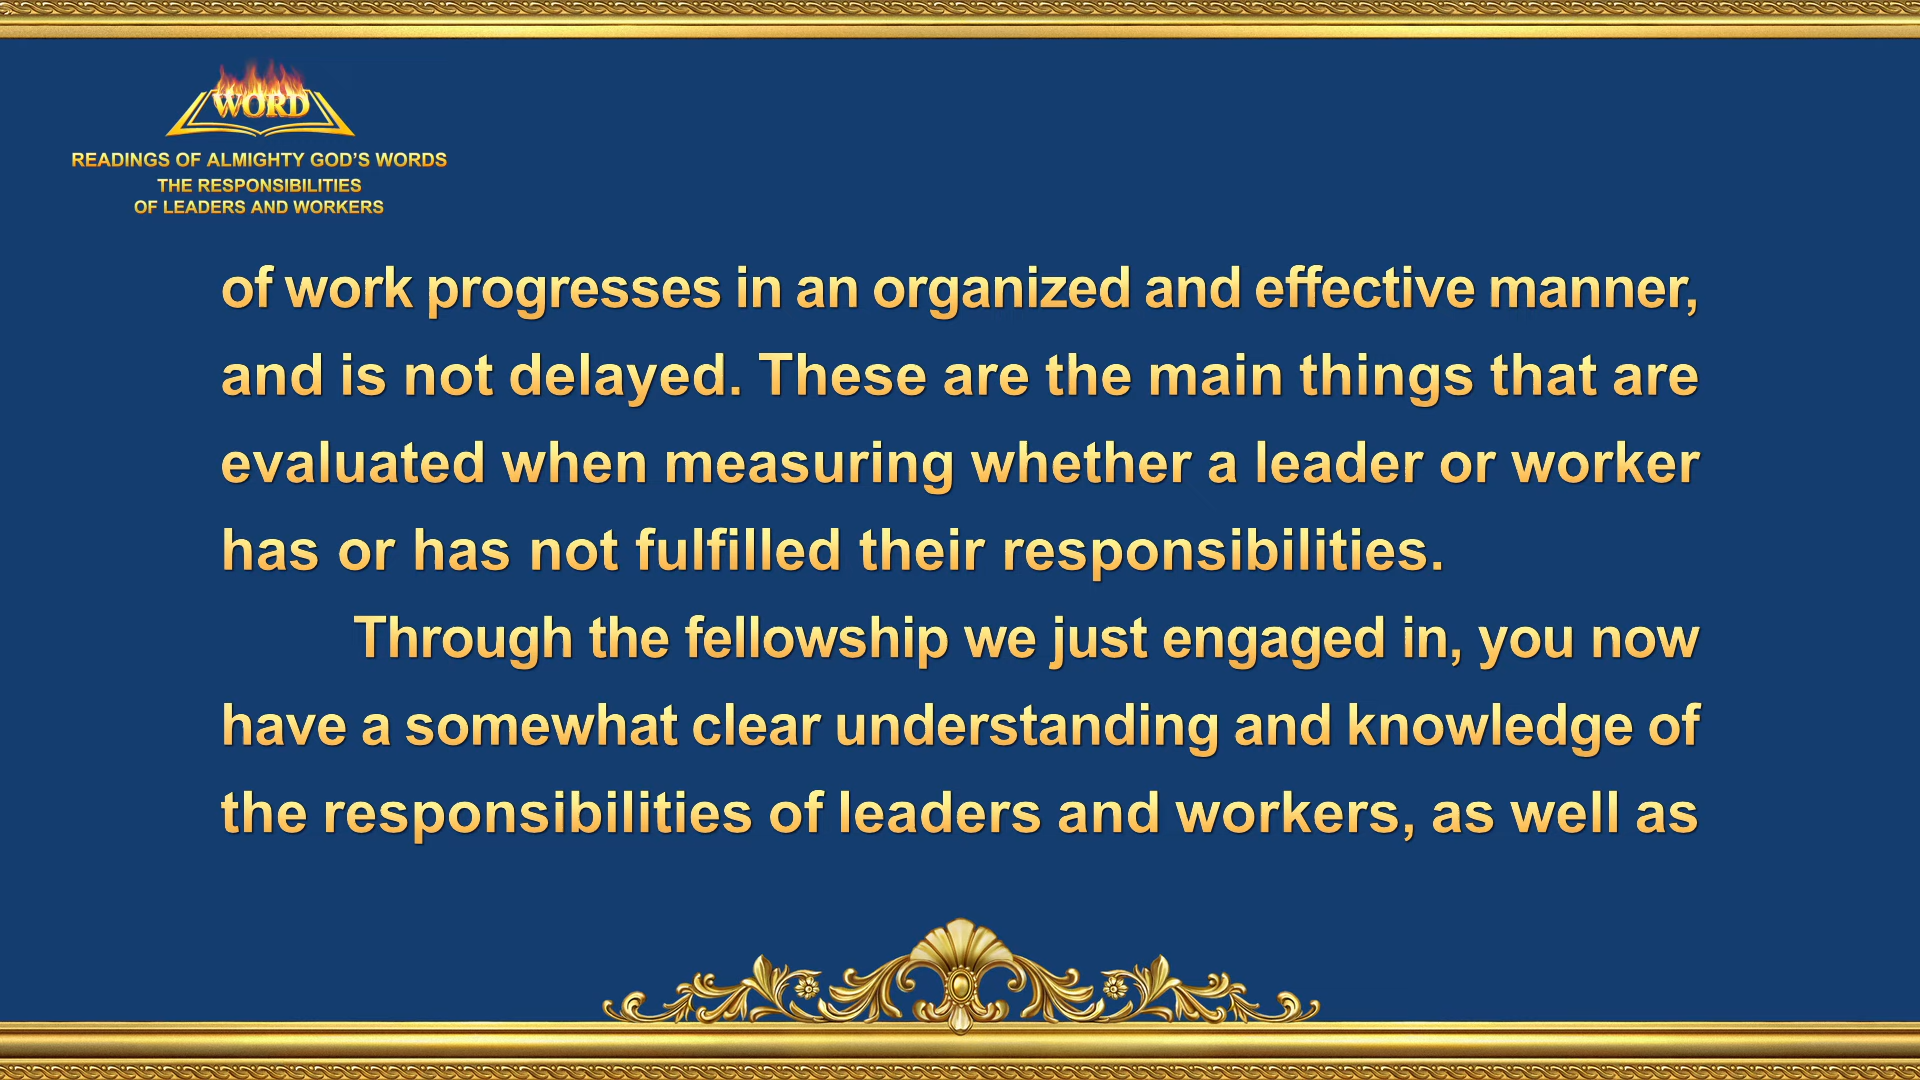 WORD
READINGS OF ALMIGHTY GOD’S WORDS
THE RESPONSIBILITIES
OF LEADERS AND WORKERS
of work progresses in an organized and effective manner,
and is not delayed. These are the main things that are
evaluated when measuring whether a leader or worker
has or has not fulfilled their responsibilities.
Through the fellowship we just engaged in, you now
have a somewhat clear understanding and knowledge of
the responsibilities of leaders and workers, as well as